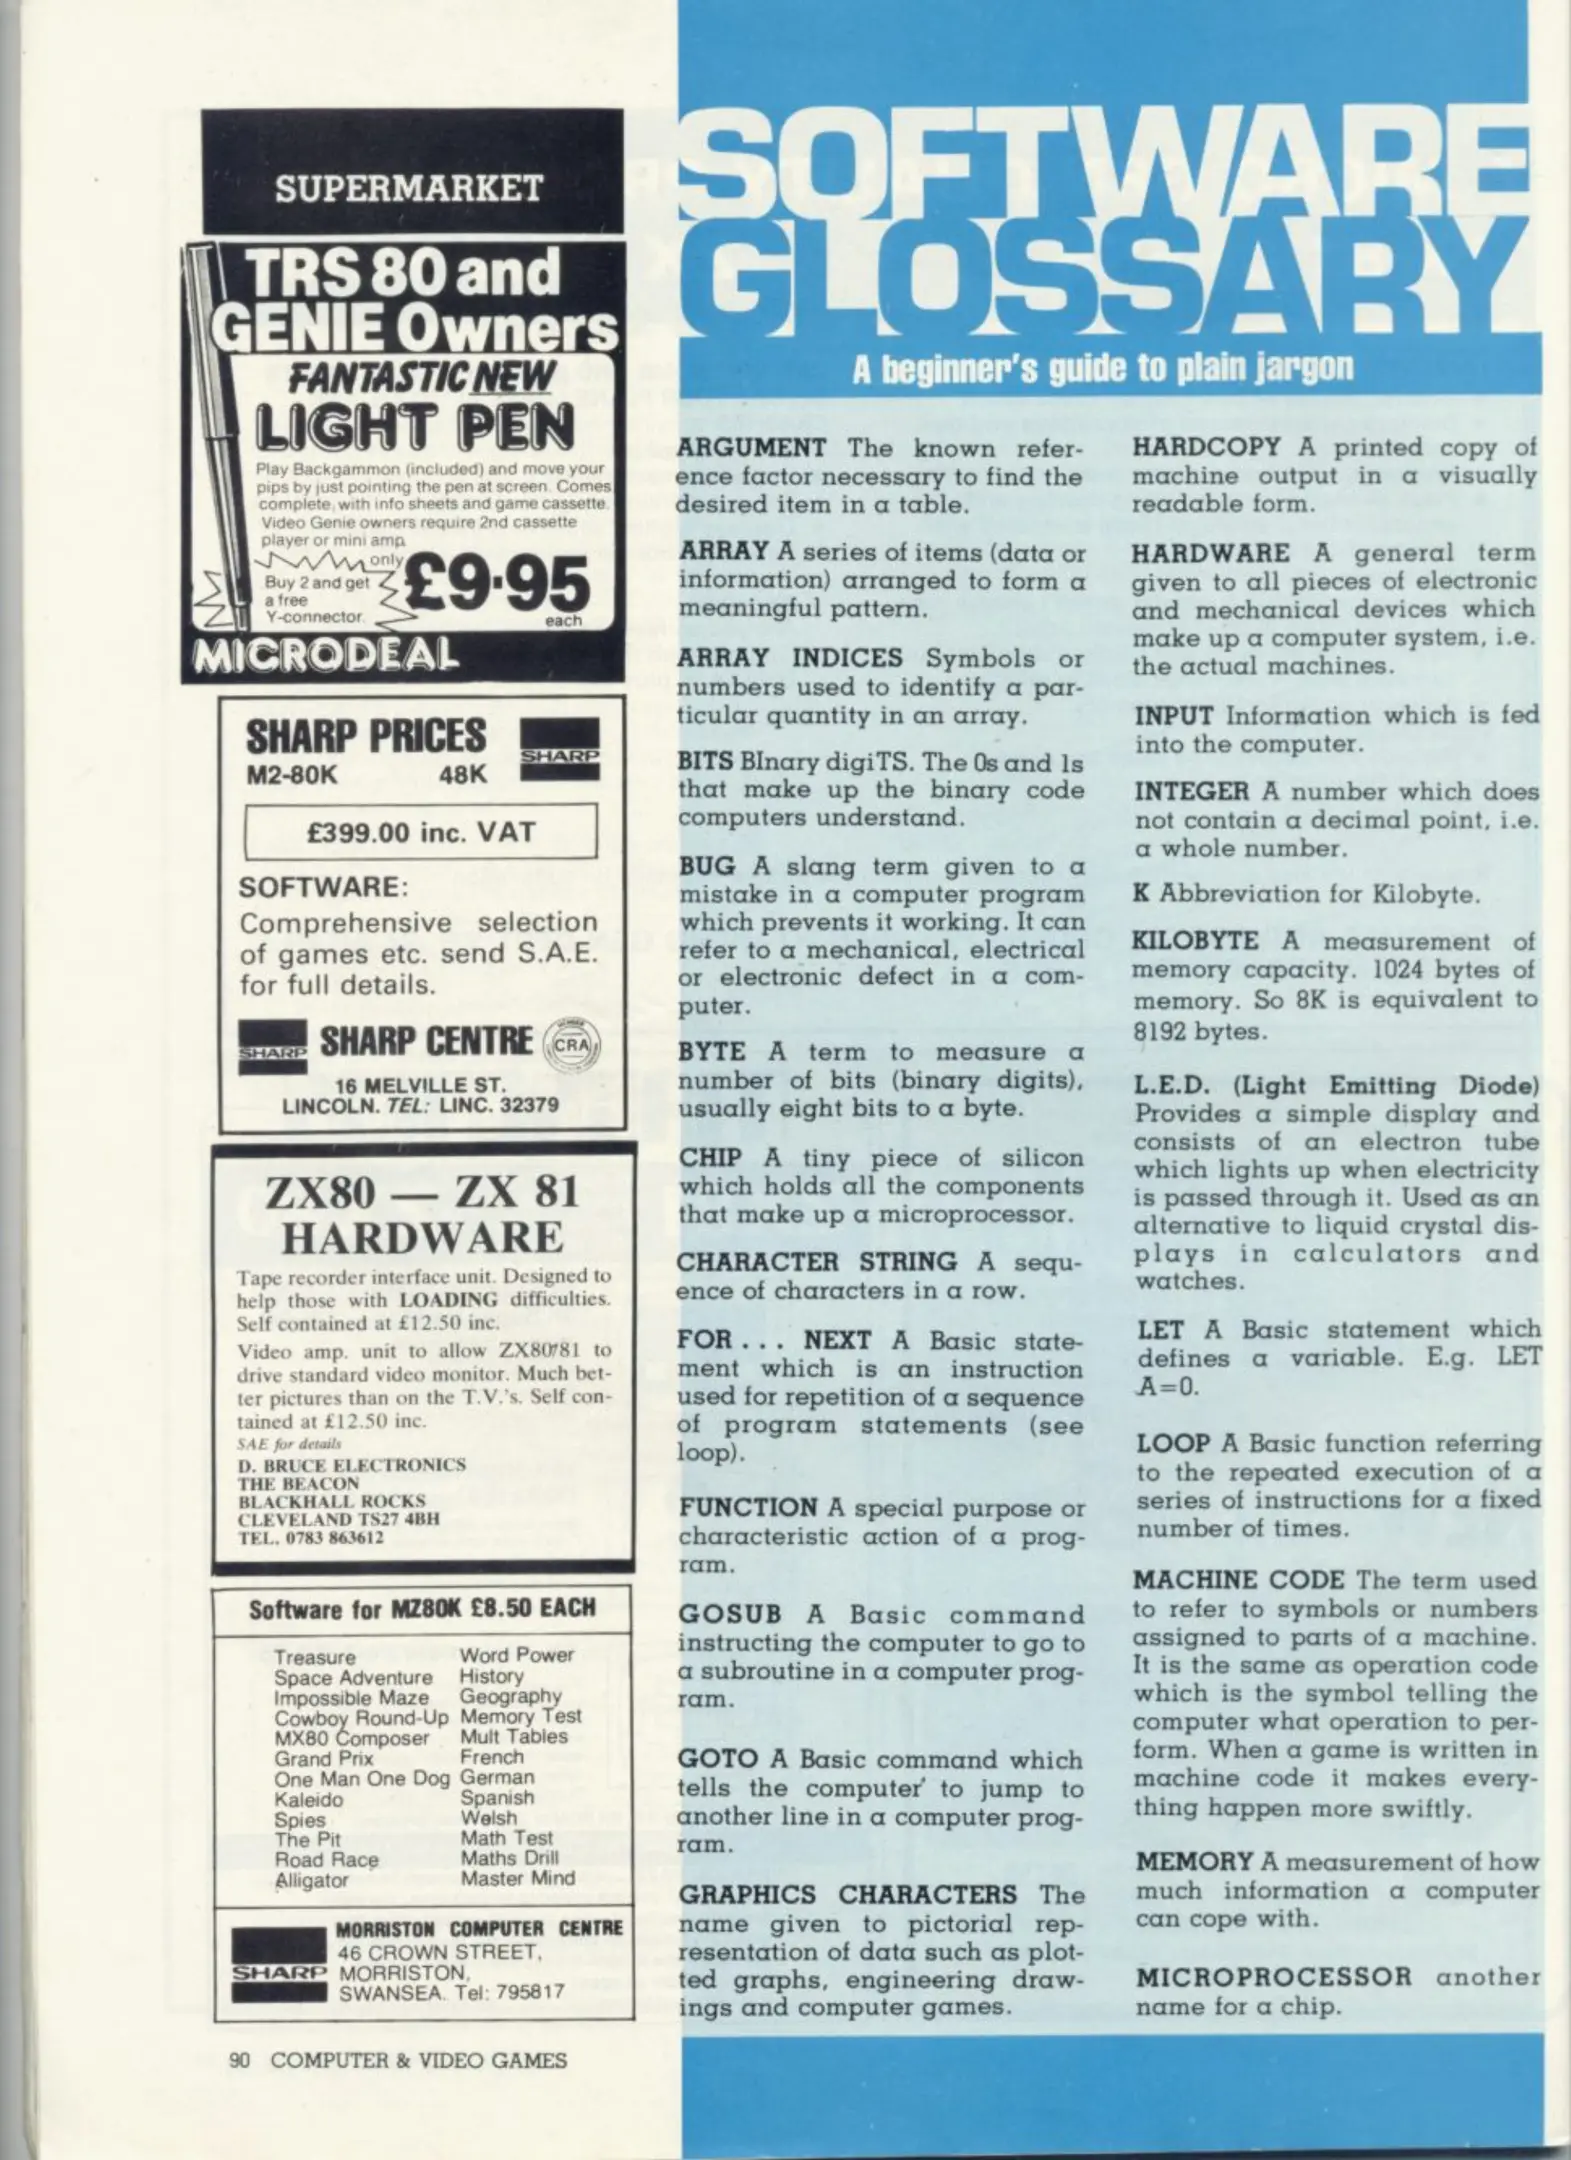 SUPERMARKET
TRS 80 and
GENIE Owners
FANTASTIC NEW
LIGHT PEN
Play Backgammon (included) and move your
pips by just pointing the pen at screen. Comes
complete, with info sheets and game cassette.
Video Genie owners require 2nd cassette
player or mini amp.
only
Buy 2 and get
a free
Y-connector.
£9·95
each
MICRODEAL
SHARP PRICES
SHARP
M2-80K 48K
£399.00 inc. VAT
SOFTWARE:
Comprehensive selection
of games etc. send S.A.E.
for full details.
SHARP
SHARP CENTRE
CRA
16 MELVILLE ST.
LINCOLN. TEL: LINC. 32379
ZX80 — ZX 81
HARDWARE
Tape recorder interface unit. Designed to
help those with LOADING difficulties.
Self contained at £12.50 inc.
Video amp. unit to allow ZX80/81 to
drive standard video monitor. Much bet-
ter pictures than on the T.V.'s. Self con-
tained at £12.50 inc.
SAE for details
D. BRUCE ELECTRONICS
THE BEACON
BLACKHALL ROCKS
CLEVELAND TS27 4BH
TEL. 0783 863612
Software for MZ80K £8.50 EACH
Treasure Word Power
Space Adventure History
Impossible Maze Geography
Cowboy Round-Up Memory Test
MX80 Composer Mult Tables
Grand Prix French
One Man One Dog German
Kaleido Spanish
Spies Welsh
The Pit Math Test
Road Race Maths Drill
Alligator Master Mind
SHARP
MORRISTON COMPUTER CENTRE
46 CROWN STREET,
MORRISTON,
SWANSEA. Tel: 795817
90 COMPUTER & VIDEO GAMES
SOFTWARE
GLOSSARY
A beginner's guide to plain jargon
ARGUMENT The known refer-
ence factor necessary to find the
desired item in a table.
ARRAY A series of items (data or
information) arranged to form a
meaningful pattern.
ARRAY INDICES Symbols or
numbers used to identify a par-
ticular quantity in an array.
BITS BInary digiTS. The 0s and 1s
that make up the binary code
computers understand.
BUG A slang term given to a
mistake in a computer program
which prevents it working. It can
refer to a mechanical, electrical
or electronic defect in a com-
puter.
BYTE A term to measure a
number of bits (binary digits),
usually eight bits to a byte.
CHIP A tiny piece of silicon
which holds all the components
that make up a microprocessor.
CHARACTER STRING A sequ-
ence of characters in a row.
FOR . . . NEXT A Basic state-
ment which is an instruction
used for repetition of a sequence
of program statements (see
loop).
FUNCTION A special purpose or
characteristic action of a prog-
ram.
GOSUB A Basic command
instructing the computer to go to
a subroutine in a computer prog-
ram.
GOTO A Basic command which
tells the computer to jump to
another line in a computer prog-
ram.
GRAPHICS CHARACTERS The
name given to pictorial rep-
resentation of data such as plot-
ted graphs, engineering draw-
ings and computer games.
HARDCOPY A printed copy of
machine output in a visually
readable form.
HARDWARE A general term
given to all pieces of electronic
and mechanical devices which
make up a computer system, i.e.
the actual machines.
INPUT Information which is fed
into the computer.
INTEGER A number which does
not contain a decimal point, i.e.
a whole number.
K Abbreviation for Kilobyte.
KILOBYTE A measurement of
memory capacity. 1024 bytes of
memory. So 8K is equivalent to
8192 bytes.
L.E.D. (Light Emitting Diode)
Provides a simple display and
consists of an electron tube
which lights up when electricity
is passed through it. Used as an
alternative to liquid crystal dis-
plays in calculators and
watches.
LET A Basic statement which
defines a variable. E.g. LET
A=0.
LOOP A Basic function referring
to the repeated execution of a
series of instructions for a fixed
number of times.
MACHINE CODE The term used
to refer to symbols or numbers
assigned to parts of a machine.
It is the same as operation code
which is the symbol telling the
computer what operation to per-
form. When a game is written in
machine code it makes every-
thing happen more swiftly.
MEMORY A measurement of how
much information a computer
can cope with.
MICROPROCESSOR another
name for a chip.